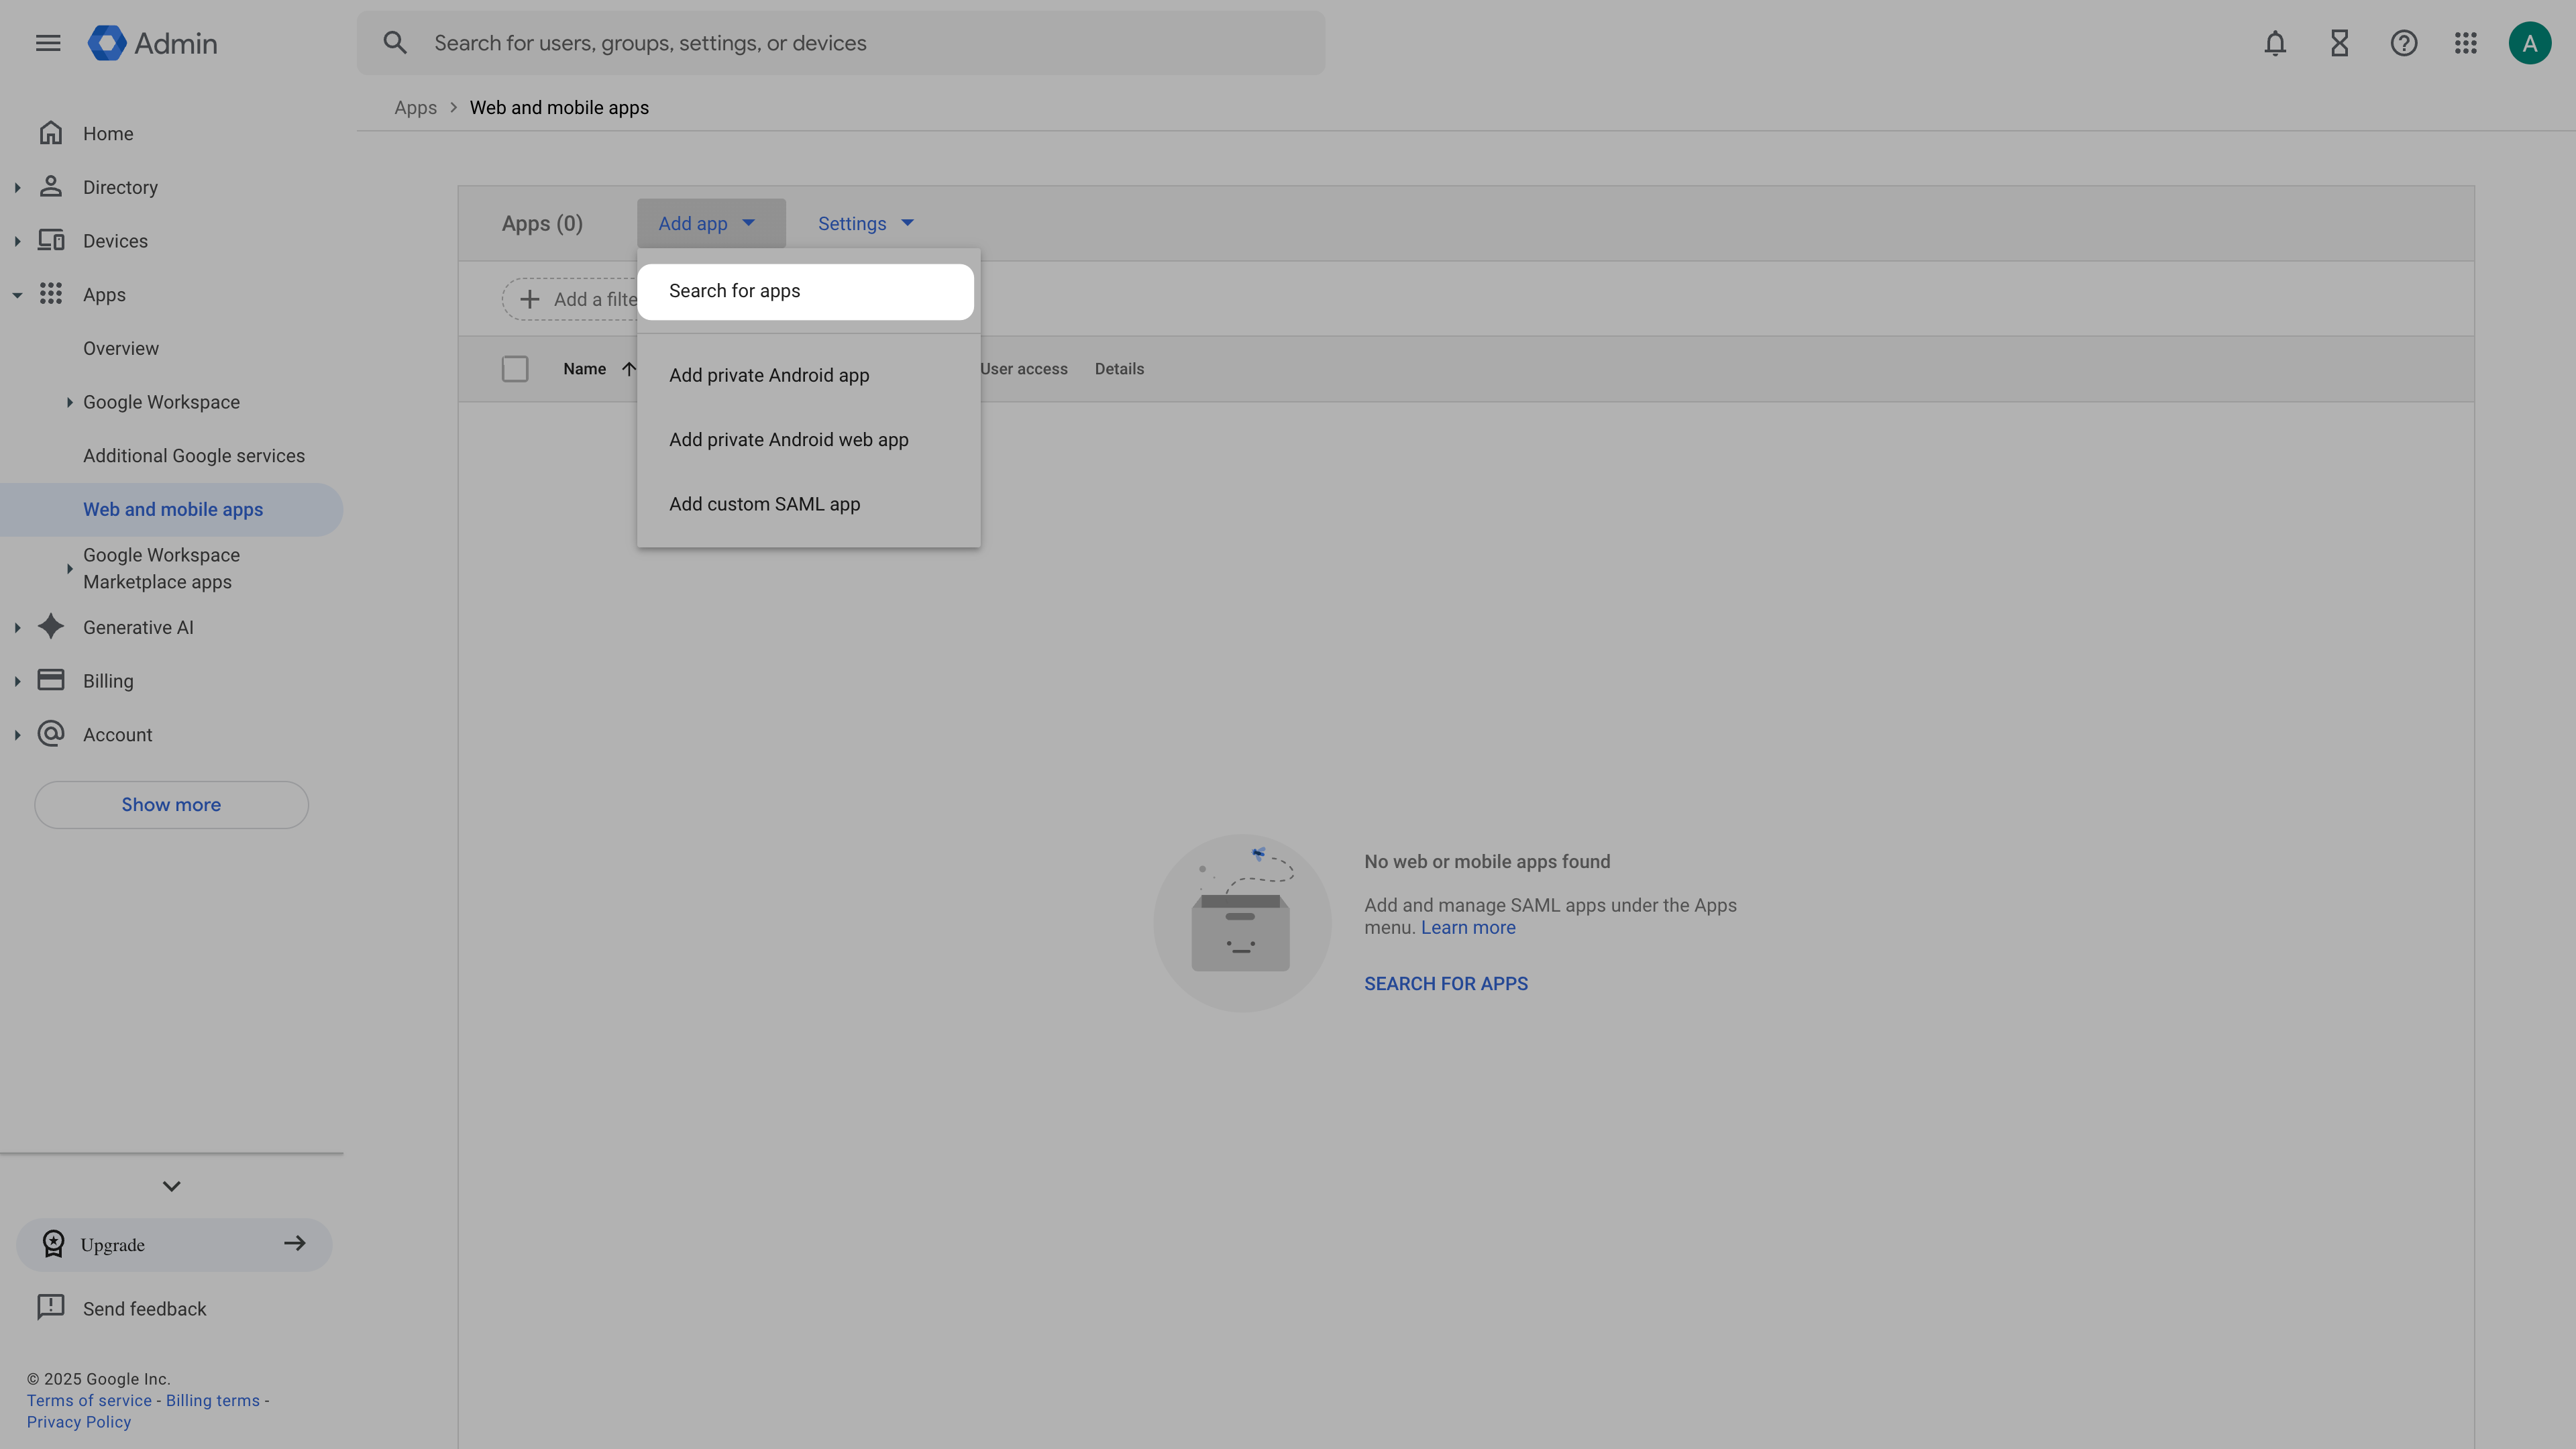 Admin
Search for users, groups, settings, or devices
A
Apps > Web and mobile apps
Home
Directory
Devices
Apps
Overview
Google Workspace
Additional Google services
Web and mobile apps
Google Workspace
Marketplace apps
Generative AI
Billing
Account
Show more
Upgrade
Send feedback
© 2025 Google Inc.
Terms of service - Billing terms -
Privacy Policy
Apps (0)
Add app
Settings
Add a filte
Search for apps
Add private Android app
Add private Android web app
Add custom SAML app
Name
User access
Details
No web or mobile apps found
Add and manage SAML apps under the Apps
menu. Learn more
SEARCH FOR APPS